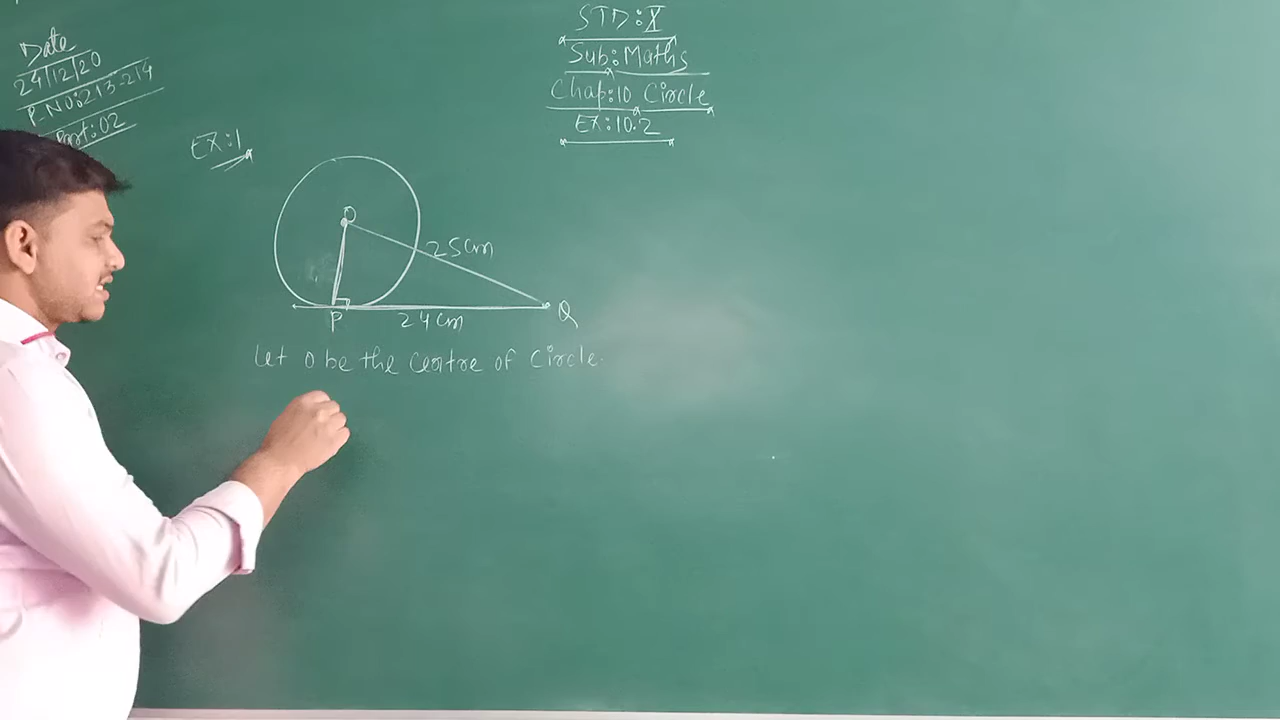 Date
24/12/20
P.NO:213-214
Part:02
STD:X
Sub:Maths
Chap:10 Circle
EX:10.2
EX:1
O
25cm
P
24cm
Q
Let O be the centre of Circle.